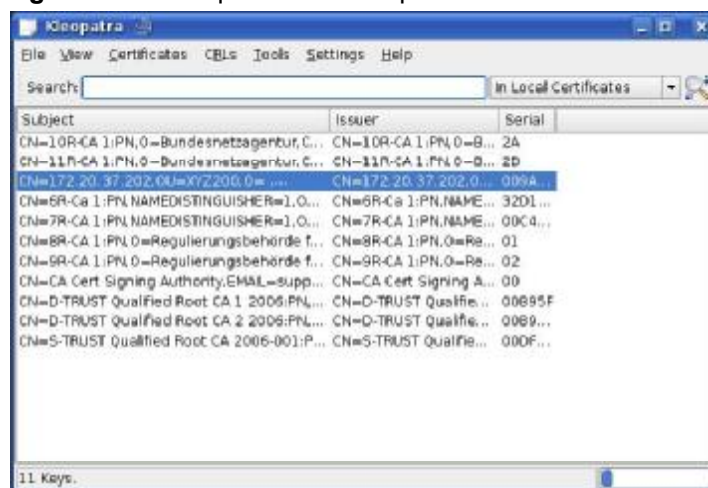 Kleopatra
File View Certificates CRLs Tools Settings Help
Search: In Local Certificates
Subject Issuer Serial
CN=10R-CA 1:PN,O=Bundesnetzagentur,C... CN=10R-CA 1:PN,O=B... 2A
CN=11R-CA 1:PN,O=Bundesnetzagentur,C... CN=11R-CA 1:PN,O=B... 2D
CN=172.20.37.202,OU=XYZ200,O= .... CN=172.20.37.202,O... 009A...
CN=6R-Ca 1:PN,NAMEDISTINGUISHER=1,O... CN=6R-Ca 1:PN,NAME... 32D1...
CN=7R-CA 1:PN,NAMEDISTINGUISHER=1,O... CN=7R-CA 1:PN,NAME... 00C4...
CN=8R-CA 1:PN,O=Regulierungsbehörde f... CN=8R-CA 1:PN,O=Re... 01
CN=9R-CA 1:PN,O=Regulierungsbehörde f... CN=9R-CA 1:PN,O=Re... 02
CN=CA Cert Signing Authority,EMAIL=supp... CN=CA Cert Signing A... 00
CN=D-TRUST Qualified Root CA 1 2006:PN,... CN=D-TRUST Qualifie... 00B95F
CN=D-TRUST Qualified Root CA 2 2006:PN,... CN=D-TRUST Qualifie... 00B9...
CN=S-TRUST Qualified Root CA 2006-001:P... CN=S-TRUST Qualifie... 00DF...
11 Keys.